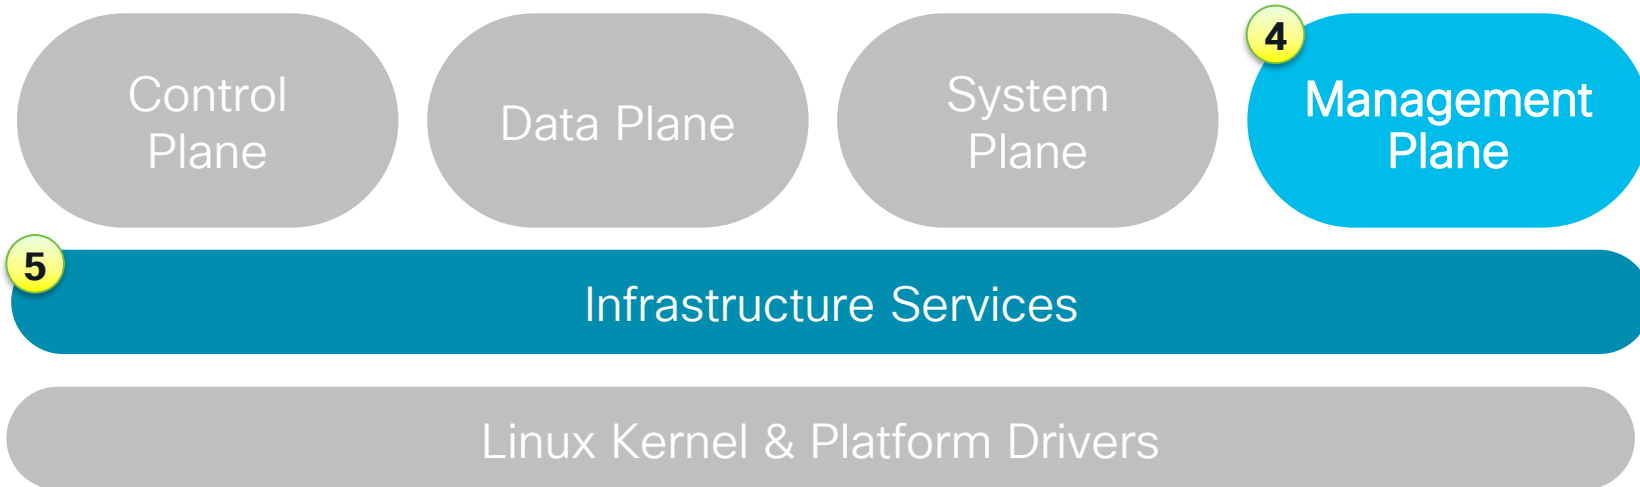 4
Control
Plane
Data Plane
System
Plane
Management
Plane
5
Infrastructure Services
Linux Kernel & Platform Drivers